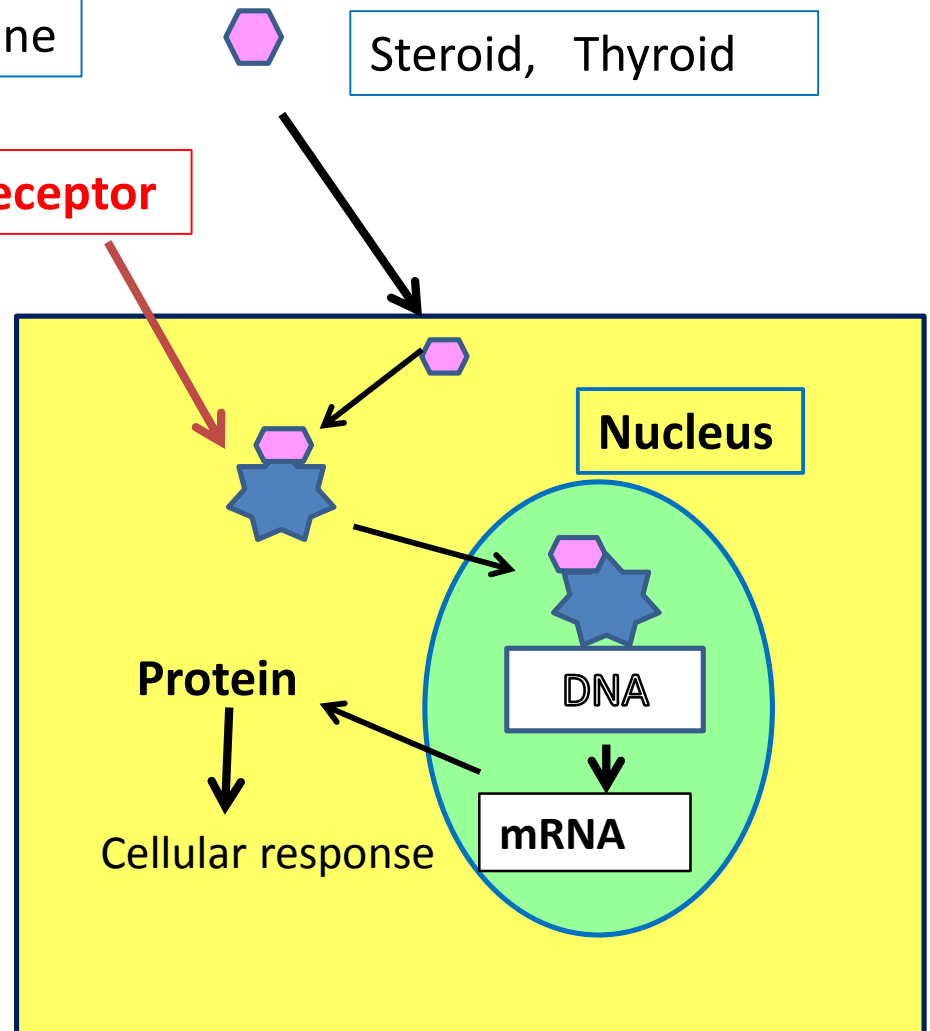 ne
Steroid, Thyroid
eceptor
Nucleus
DNA
Protein
mRNA
Cellular response